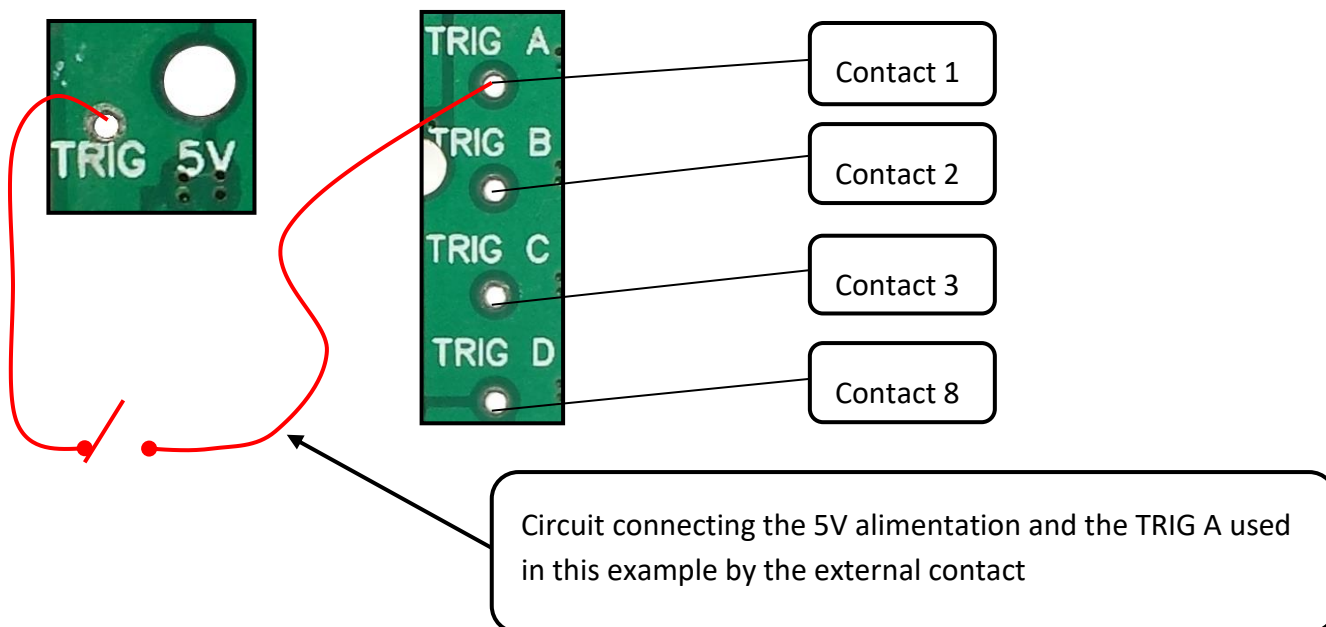 TRIG 5V
TRIG A
Contact 1
TRIG B
Contact 2
TRIG C
Contact 3
TRIG D
Contact 8
Circuit connecting the 5V alimentation and the TRIG A used
in this example by the external contact